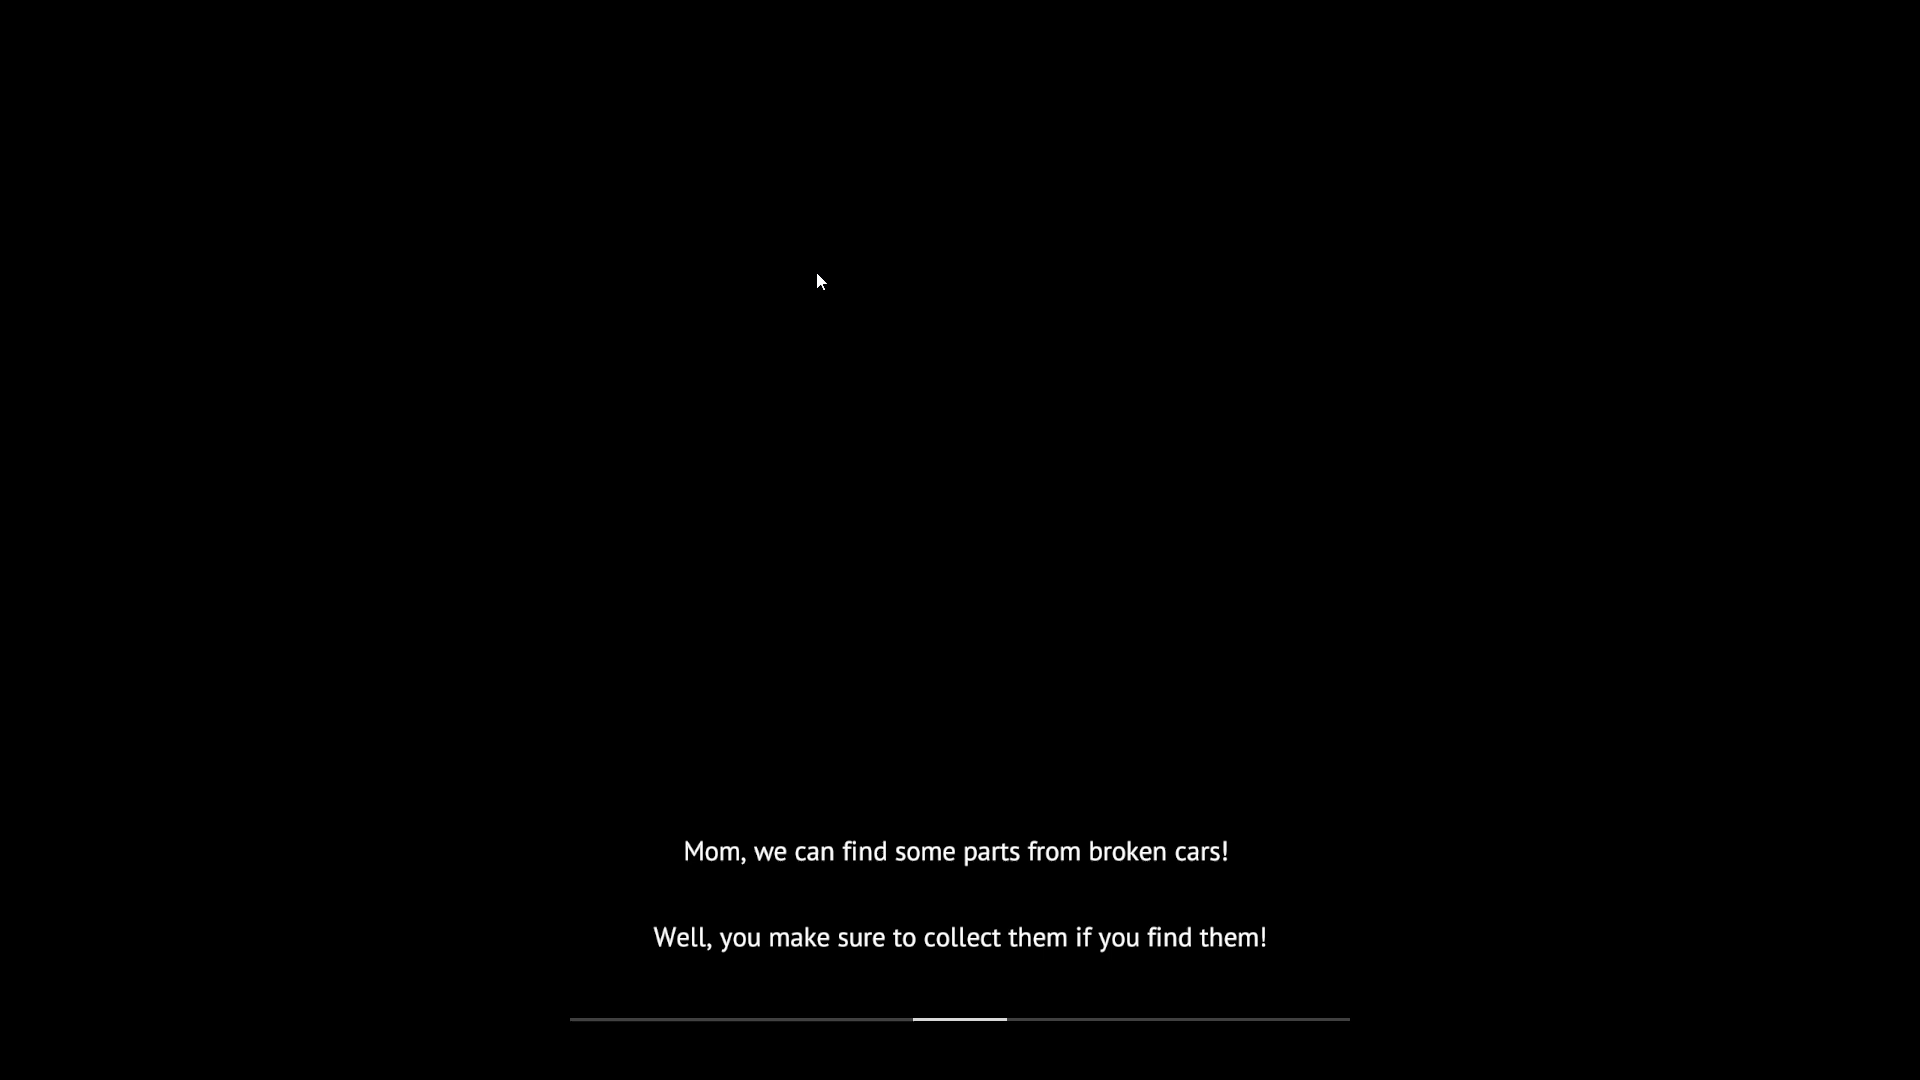 Mom, we can find some parts from broken cars!
Well, you make sure to collect them if you find them!